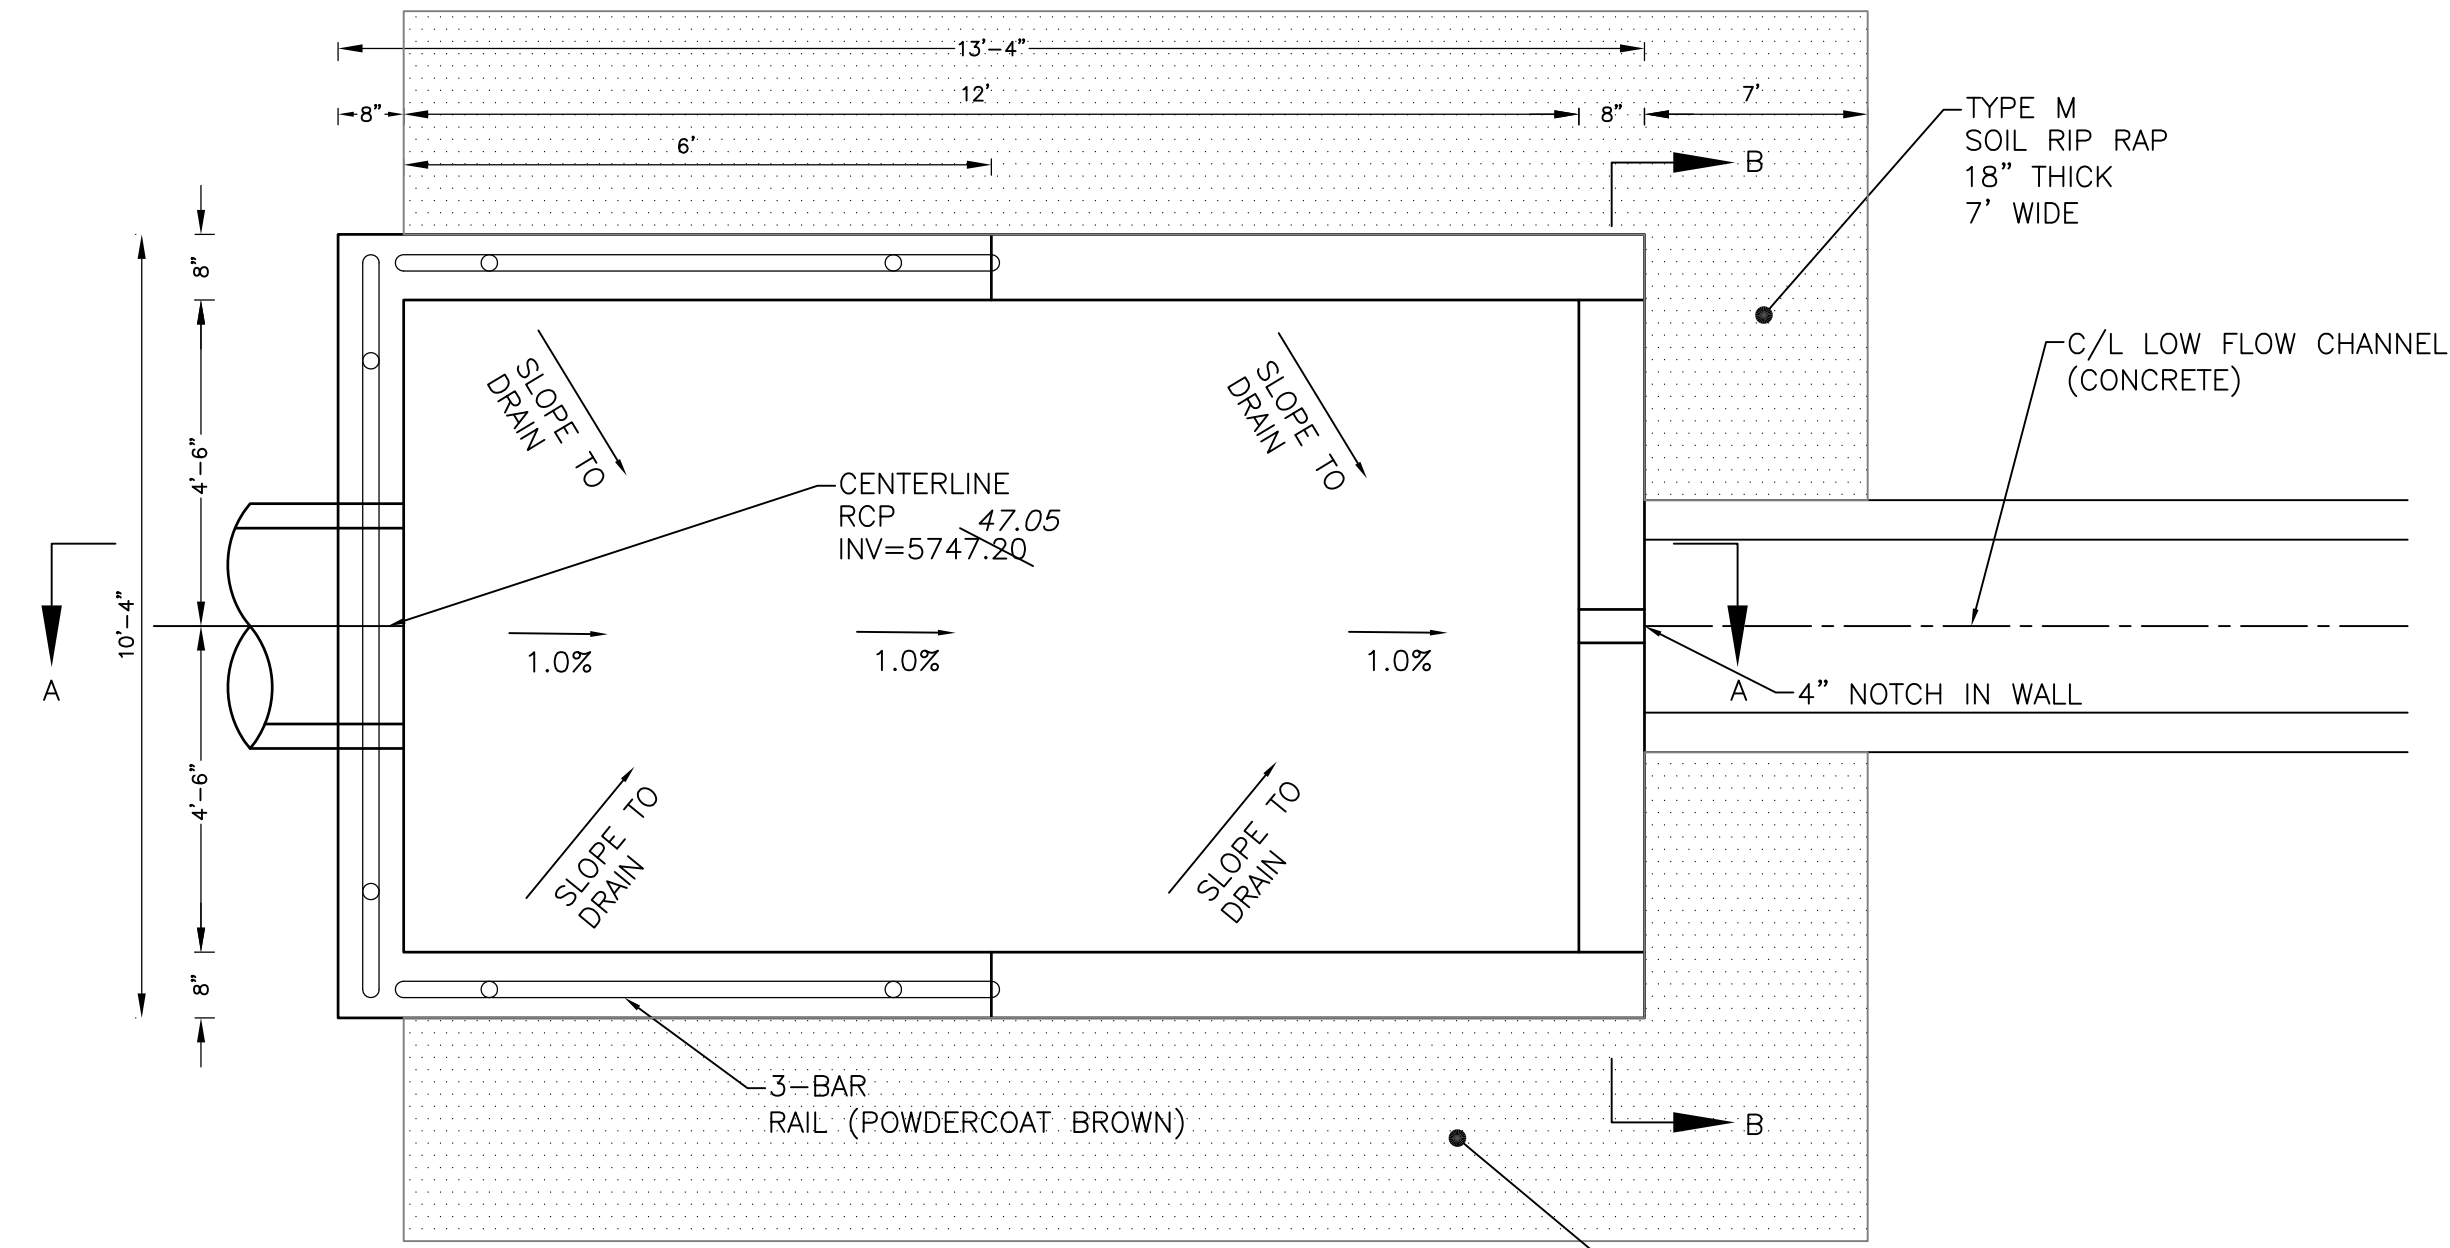 13'-4"
12'
7'
8"
8"
6'
TYPE M
SOIL RIP RAP
18" THICK
7' WIDE
B
8"
C/L LOW FLOW CHANNEL
(CONCRETE)
SLOPE TO
DRAIN
SLOPE TO
DRAIN
4'-6"
CENTERLINE
RCP
47.05
INV=5747.20
10'-4"
1.0%
1.0%
1.0%
A
A
4" NOTCH IN WALL
4'-6"
SLOPE TO
DRAIN
SLOPE TO
DRAIN
8"
3-BAR
RAIL (POWDERCOAT BROWN)
B